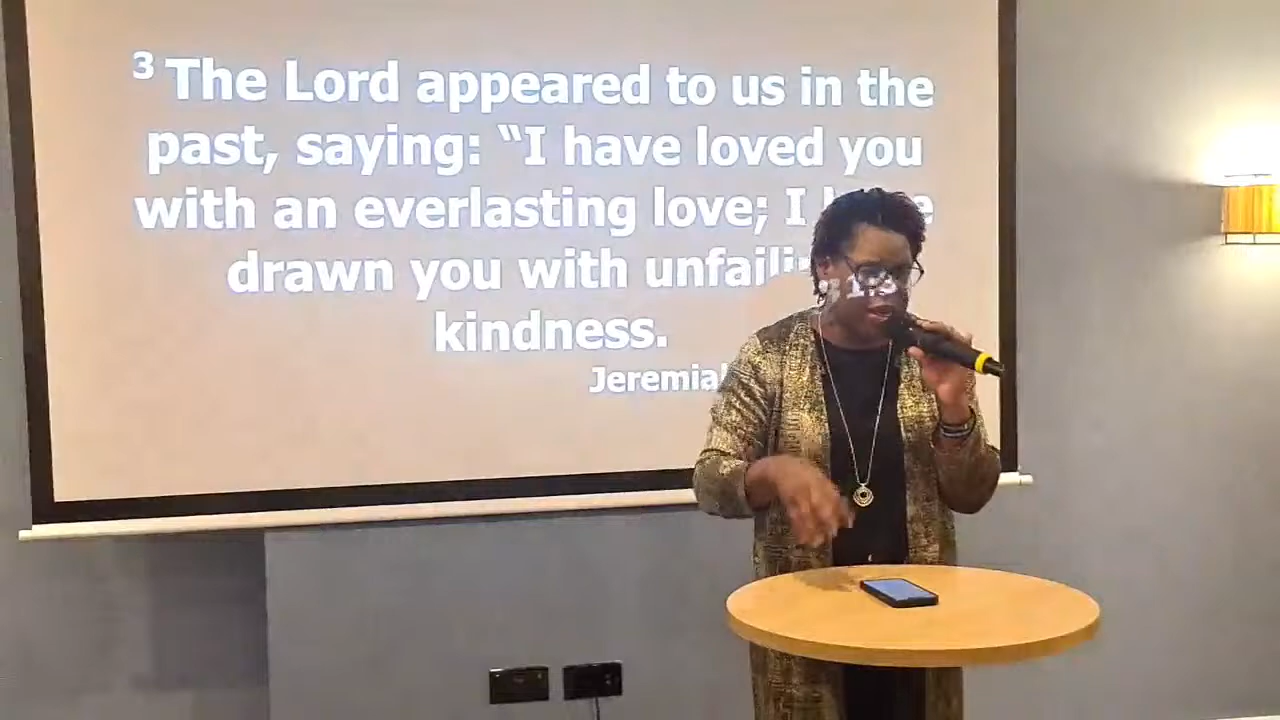 3 The Lord appeared to us in the
past, saying: “I have loved you
with an everlasting love; I
drawn you with
kindness.